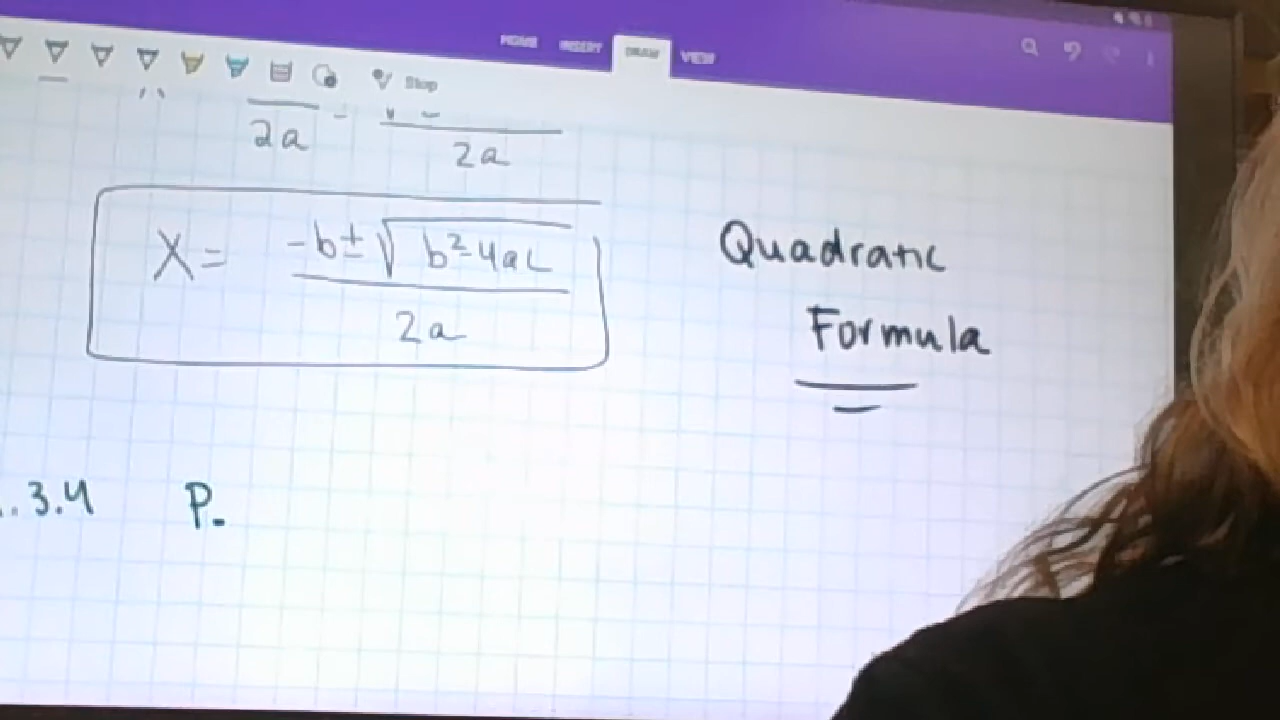 HOME INSERT DRAW VIEW
Stop
2a
2a
X = -b ± √b²-4ac
2a
Quadratic
Formula
.. 3.4 P.